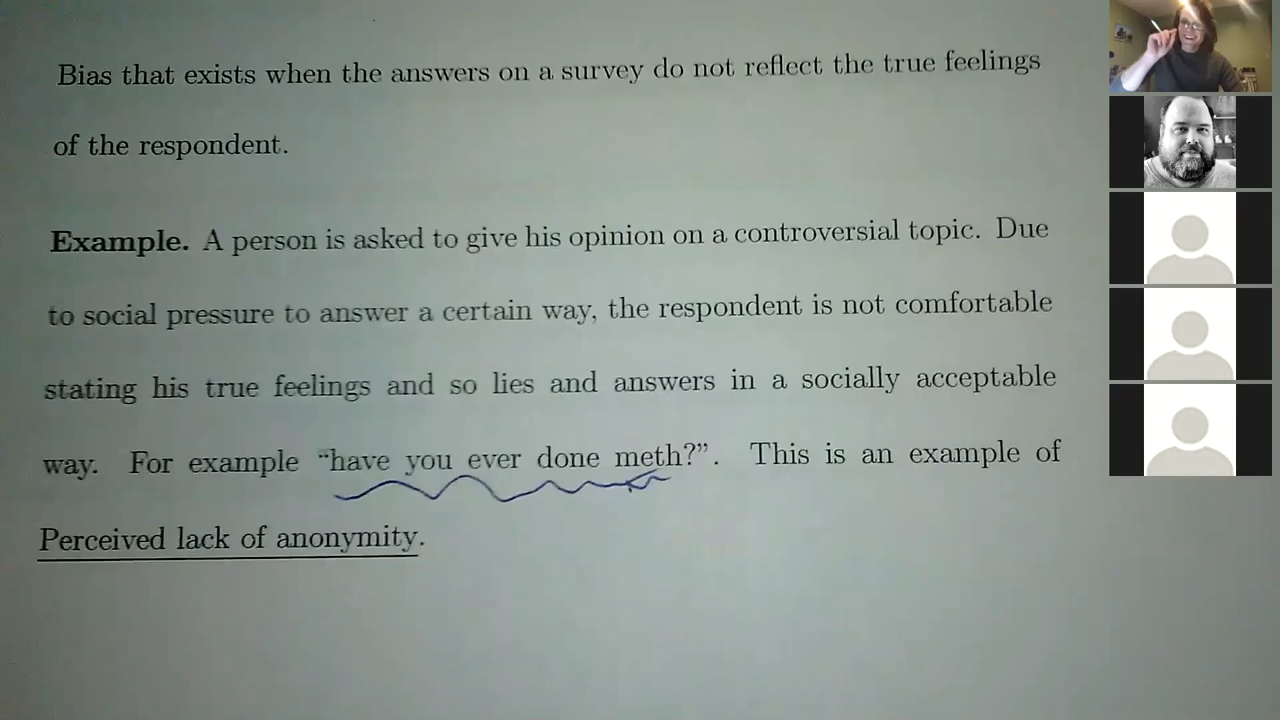 Bias that exists when the answers on a survey do not reflect the true feelings
of the respondent.
Example. A person is asked to give his opinion on a controversial topic. Due
to social pressure to answer a certain way, the respondent is not comfortable
stating his true feelings and so lies and answers in a socially acceptable
way. For example “have you ever done meth?”. This is an example of
Perceived lack of anonymity.